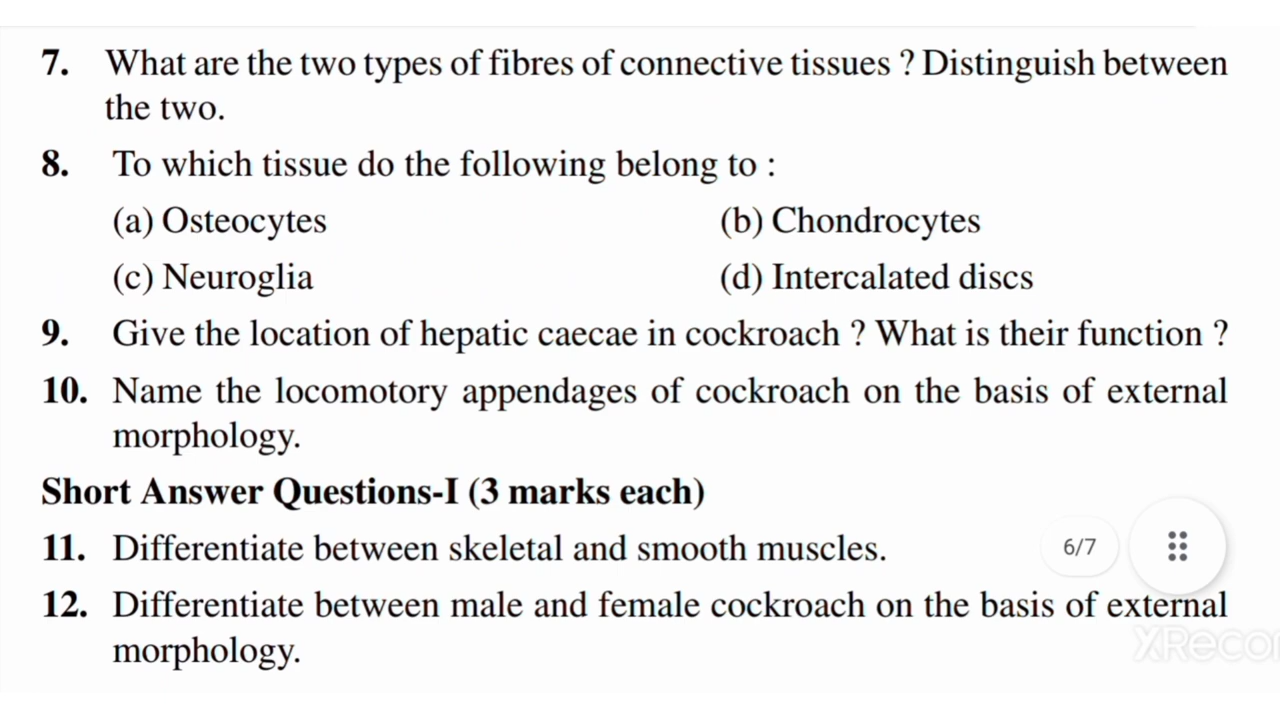 7. What are the two types of fibres of connective tissues ? Distinguish between
the two.
8. To which tissue do the following belong to :
(a) Osteocytes (b) Chondrocytes
(c) Neuroglia (d) Intercalated discs
9. Give the location of hepatic caecae in cockroach ? What is their function ?
10. Name the locomotory appendages of cockroach on the basis of external
morphology.
Short Answer Questions-I (3 marks each)
11. Differentiate between skeletal and smooth muscles.
6/7
12. Differentiate between male and female cockroach on the basis of external
morphology.
XRecor